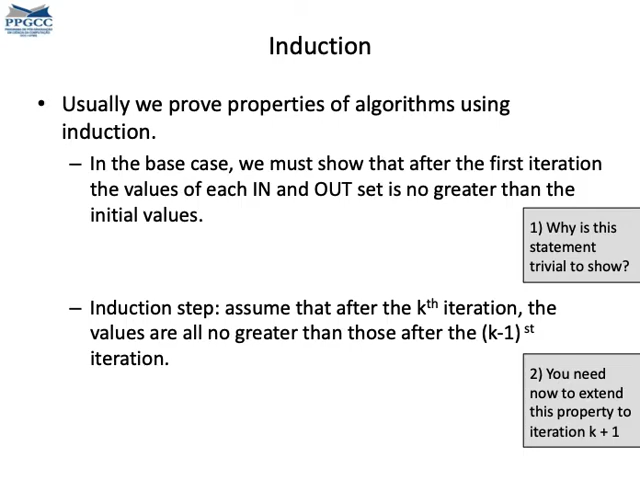 PPGCC
Induction
• Usually we prove properties of algorithms using
induction.
– In the base case, we must show that after the first iteration
the values of each IN and OUT set is no greater than the
initial values.
1) Why is this
statement
trivial to show?
– Induction step: assume that after the kth iteration, the
values are all no greater than those after the (k-1) st
iteration.
2) You need
now to extend
this property to
iteration k + 1